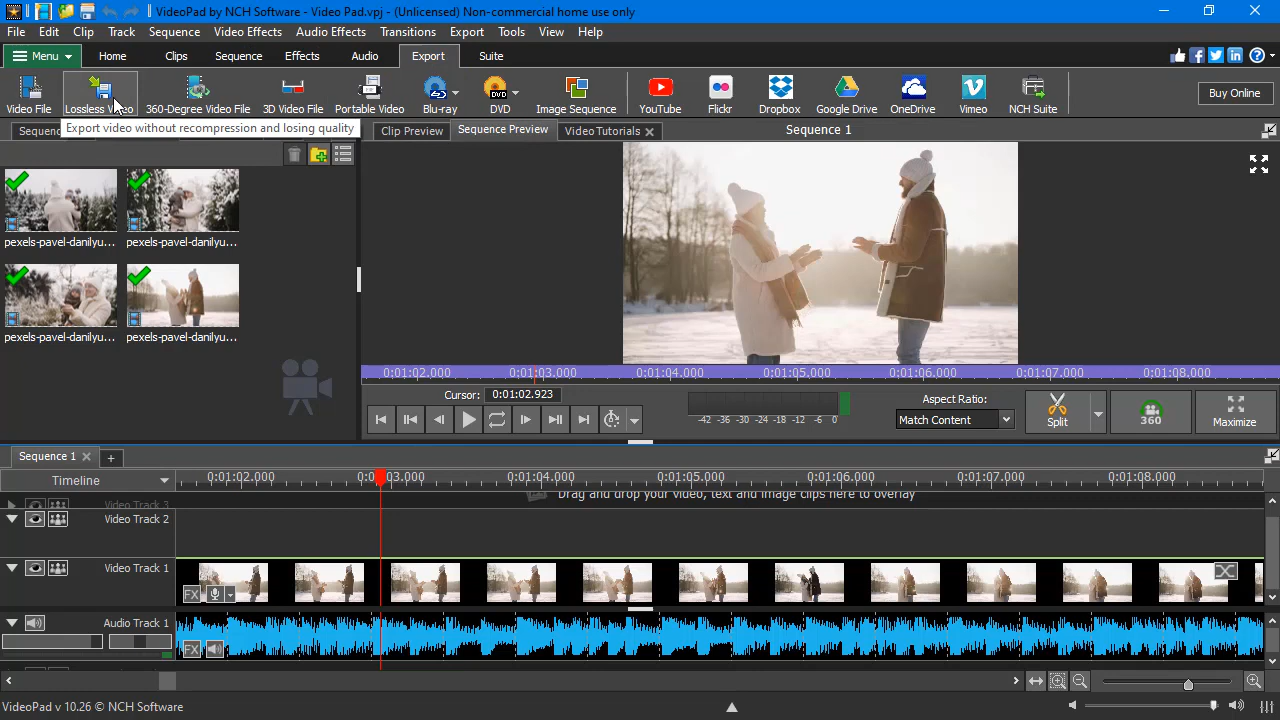 VideoPad by NCH Software - Video Pad.vpj - (Unlicensed) Non-commercial home use only
File Edit Clip Track Sequence Video Effects Audio Effects Transitions Export Tools View Help
Menu Home Clips Sequence Effects Audio Export Suite
Video File Lossless Video 360-Degree Video File 3D Video File Portable Video Blu-ray DVD Image Sequence YouTube Flickr Dropbox Google Drive OneDrive Vimeo NCH Suite Buy Online
Export video without recompression and losing quality
Clip Preview Sequence Preview Video Tutorials Sequence 1
pexels-pavel-danilyu... pexels-pavel-danilyu...
pexels-pavel-danilyu... pexels-pavel-danilyu...
0:01:02.000 0:01:03.000 0:01:04.000 0:01:05.000 0:01:06.000 0:01:07.000 0:01:08.000
Cursor: 0:01:02.923
-42 -36 -30 -24 -18 -12 -6 0
Aspect Ratio:
Match Content
Split 360 Maximize
Sequence 1
Timeline 0:01:02.000 0:01:03.000 0:01:04.000 0:01:05.000 0:01:06.000 0:01:07.000 0:01:08.000
Drag and drop your video, text and image clips here to overlay
Video Track 3
Video Track 2
Video Track 1
FX
Audio Track 1
FX
VideoPad v 10.26 © NCH Software